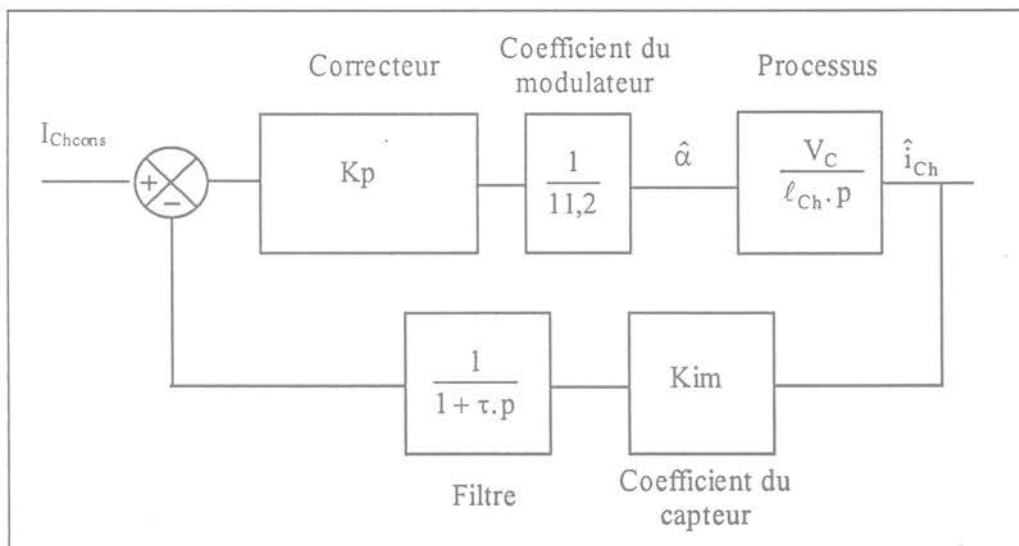 Correcteur
Coefficient du
modulateur
Processus
I_Chcons
+
−
Kp
1
11,2
α̂
V_C
ℓ_Ch . p
î_Ch
1
1 + τ.p
Kim
Filtre
Coefficient du
capteur